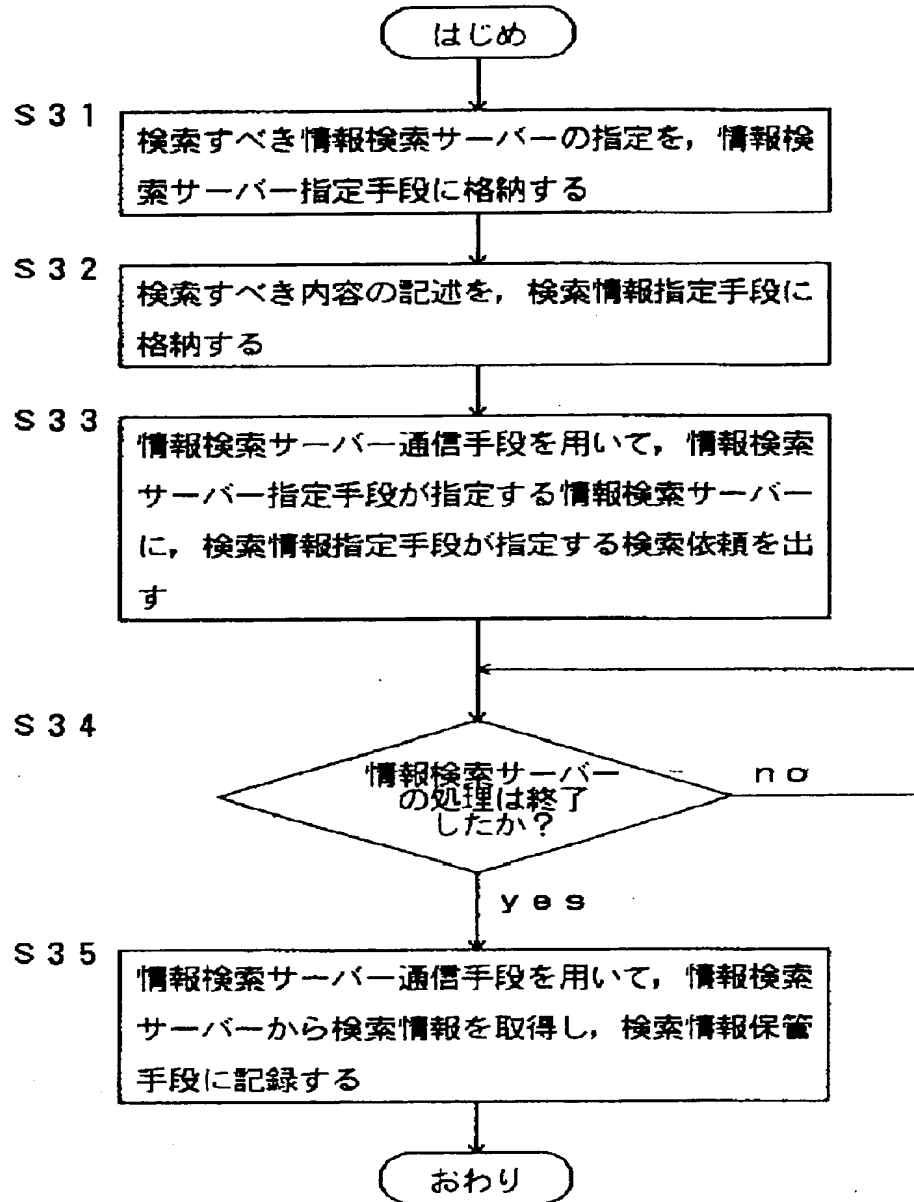 はじめ
S31
検索すべき情報検索サーバーの指定を，情報検
索サーバー指定手段に格納する
S32
検索すべき内容の記述を，検索情報指定手段に
格納する
S33
情報検索サーバー通信手段を用いて，情報検索
サーバー指定手段が指定する情報検索サーバー
に，検索情報指定手段が指定する検索依頼を出
す
S34
情報検索サーバー
の処理は終了
したか？
no
yes
S35
情報検索サーバー通信手段を用いて，情報検索
サーバーから検索情報を取得し，検索情報保管
手段に記録する
おわり